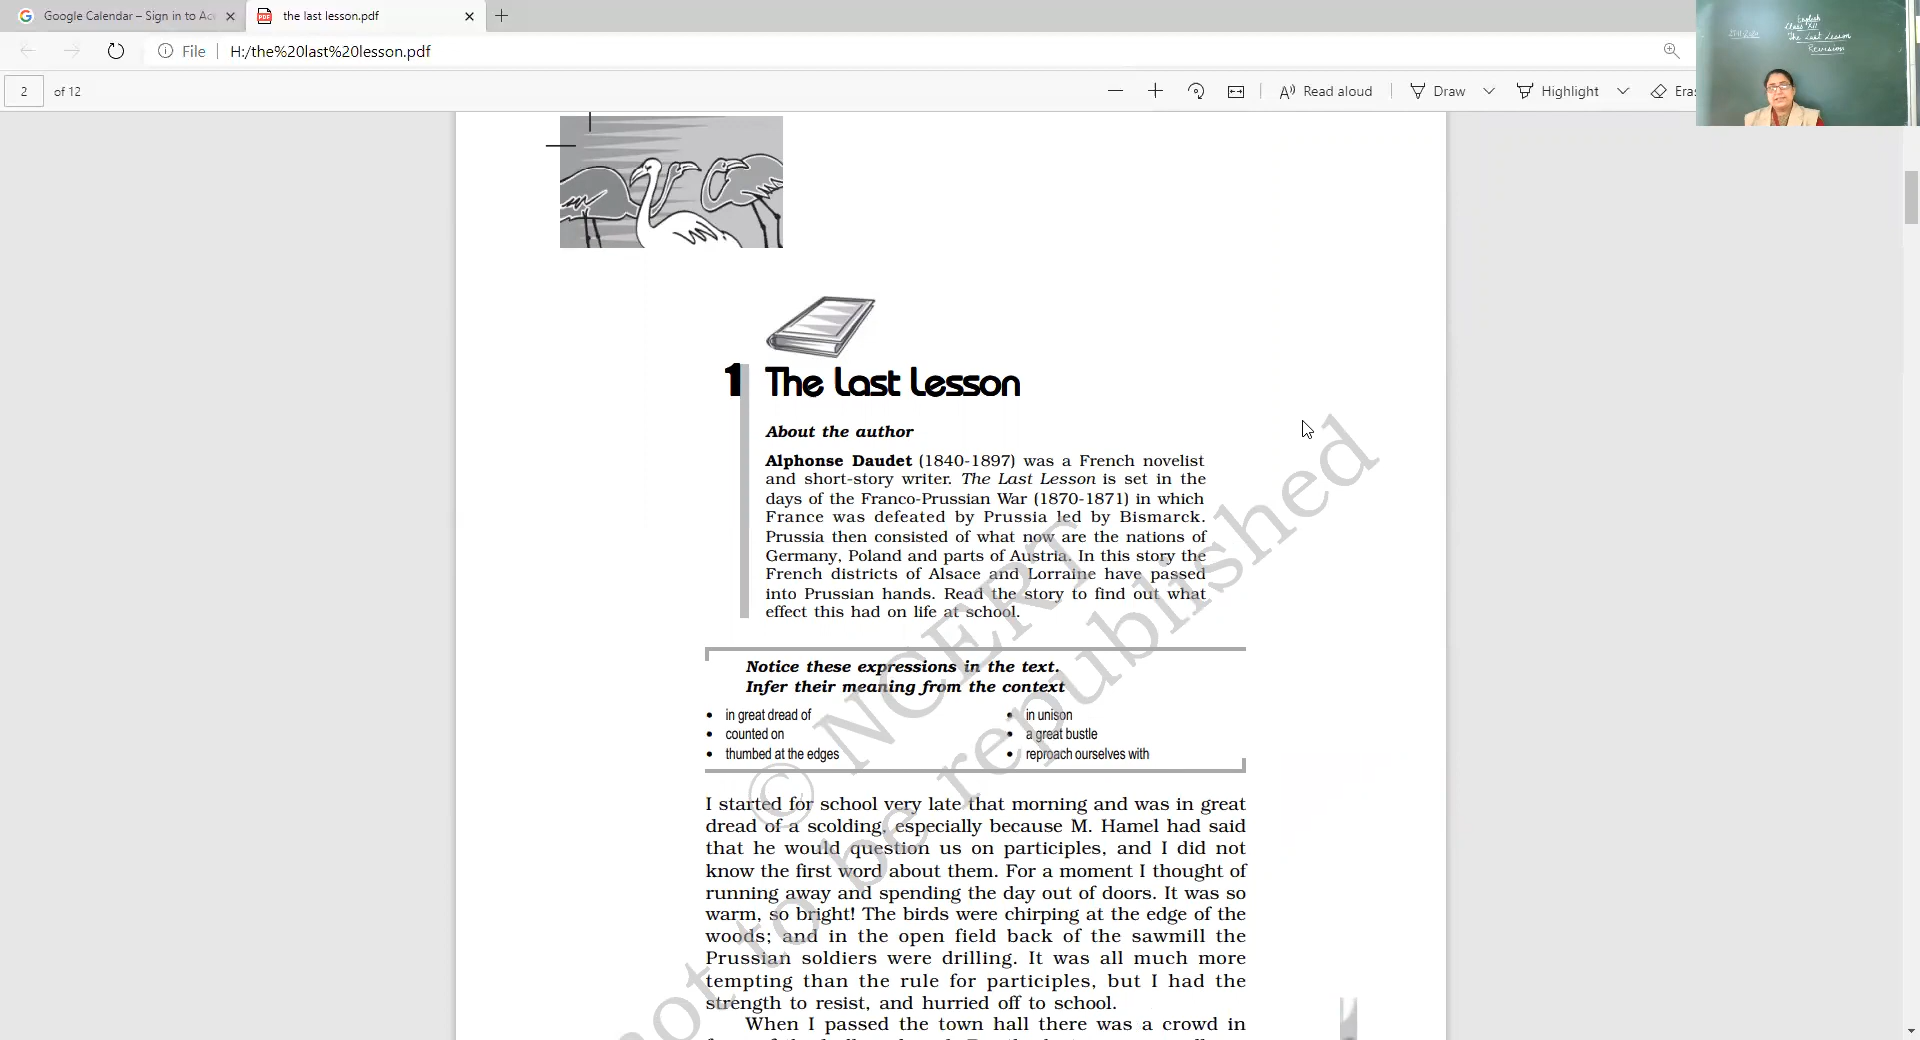 Google Calendar – Sign in to Ac
the last lesson.pdf
File
H:/the%20last%20lesson.pdf
2 of 12
Read aloud
Draw
Highlight
Eras
English
Class XII
The Last Lesson
Revision
1 The Last Lesson
About the author
Alphonse Daudet (1840-1897) was a French novelist
and short-story writer. The Last Lesson is set in the
days of the Franco-Prussian War (1870-1871) in which
France was defeated by Prussia led by Bismarck.
Prussia then consisted of what now are the nations of
Germany, Poland and parts of Austria. In this story the
French districts of Alsace and Lorraine have passed
into Prussian hands. Read the story to find out what
effect this had on life at school.
Notice these expressions in the text.
Infer their meaning from the context
• in great dread of
• counted on
• thumbed at the edges
• in unison
• a great bustle
• reproach ourselves with
I started for school very late that morning and was in great
dread of a scolding, especially because M. Hamel had said
that he would question us on participles, and I did not
know the first word about them. For a moment I thought of
running away and spending the day out of doors. It was so
warm, so bright! The birds were chirping at the edge of the
woods; and in the open field back of the sawmill the
Prussian soldiers were drilling. It was all much more
tempting than the rule for participles, but I had the
strength to resist, and hurried off to school.
When I passed the town hall there was a crowd in
© NCERT
not to be republished